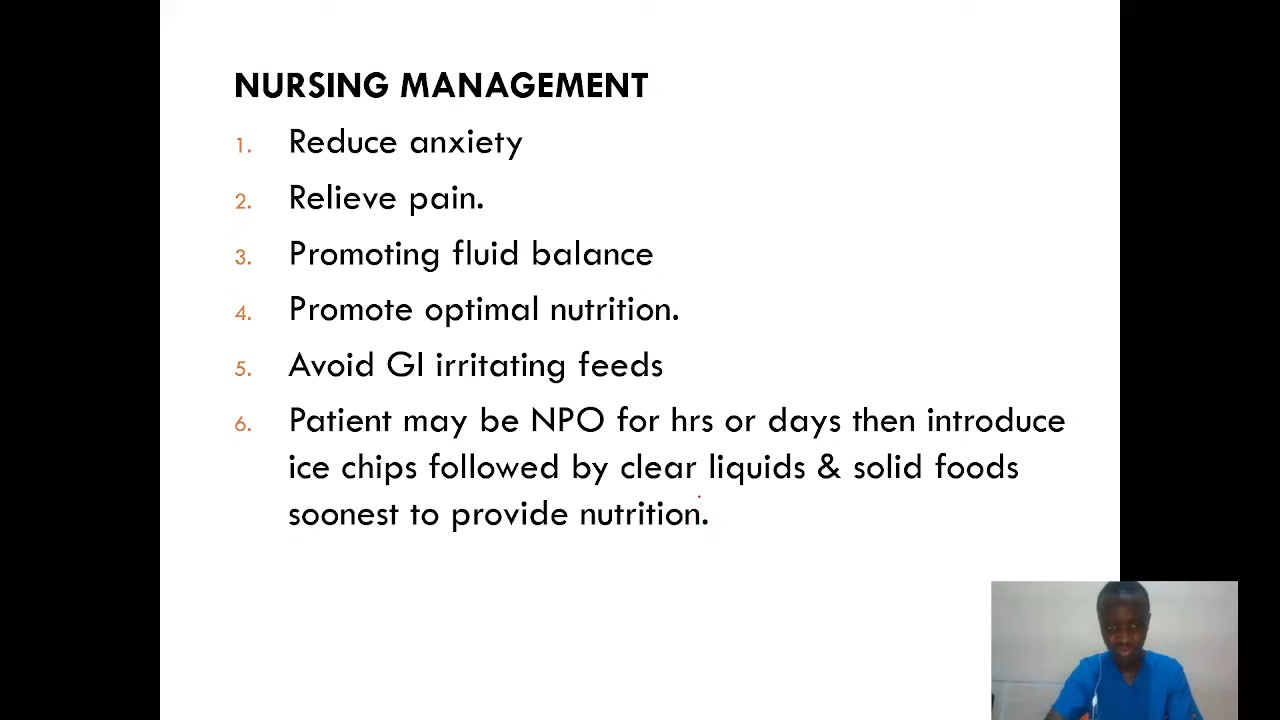 NURSING MANAGEMENT
1. Reduce anxiety
2. Relieve pain.
3. Promoting fluid balance
4. Promote optimal nutrition.
5. Avoid GI irritating feeds
6. Patient may be NPO for hrs or days then introduce
ice chips followed by clear liquids & solid foods
soonest to provide nutrition.